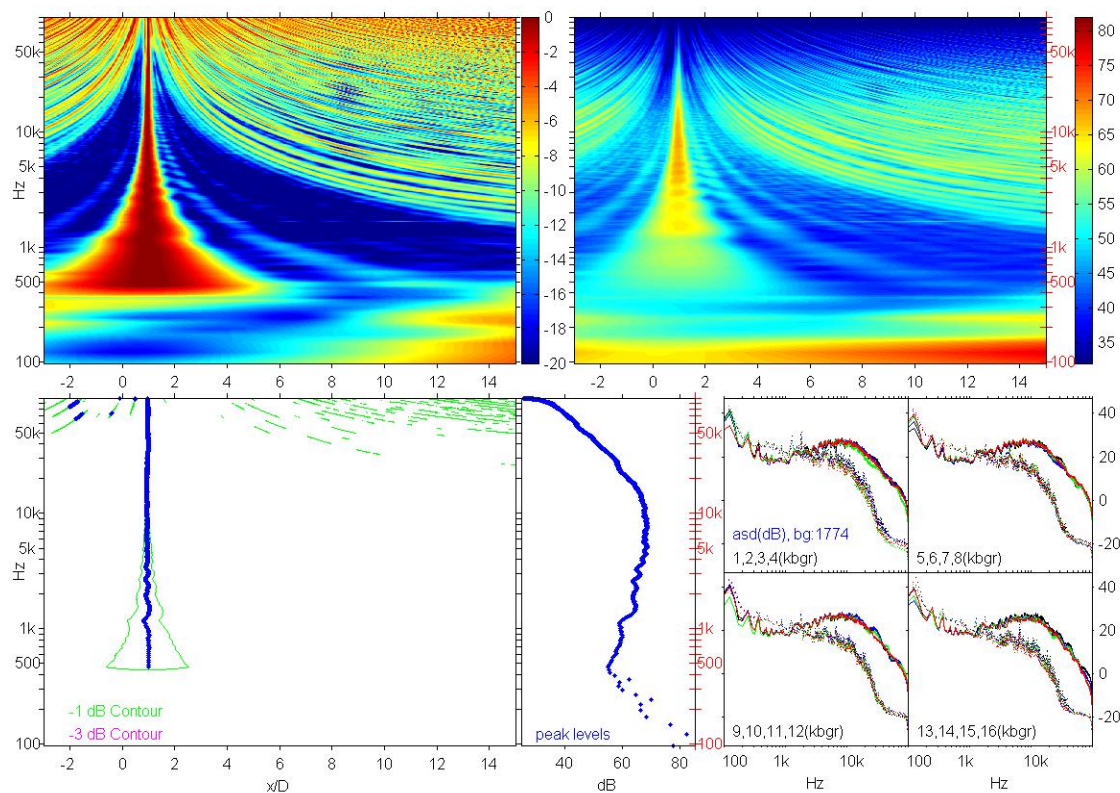 50k
10k
5k
Hz
1k
500
100
-2 0 2 4 6 8 10 12 14
0
-2
-4
-6
-8
-10
-12
-14
-16
-18
-20
-2 0 2 4 6 8 10 12 14
50k
10k
5k
1k
500
100
80
75
70
65
60
55
50
45
40
35
50k
10k
5k
Hz
1k
500
100
-1 dB Contour
-3 dB Contour
-2 0 2 4 6 8 10 12 14
x/D
50k
10k
5k
1k
500
100
peak levels
40 60 80
dB
asd(dB), bg:1774
1,2,3,4(kbgr)
5,6,7,8(kbgr)
40
20
0
-20
9,10,11,12(kbgr)
13,14,15,16(kbgr)
40
20
0
-20
100 1k 10k
Hz
100 1k 10k
Hz